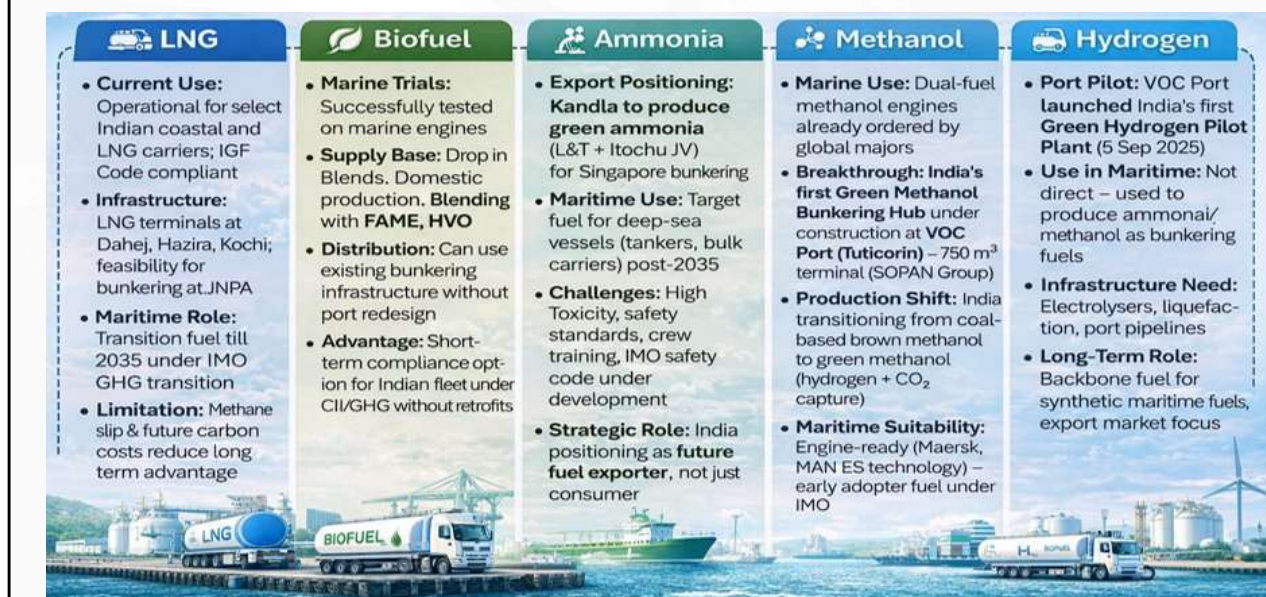 LNG
• Current Use:
Operational for select
Indian coastal and
LNG carriers; IGF
Code compliant
• Infrastructure:
LNG terminals at
Dahej, Hazira, Kochi;
feasibility for
bunkering at.JNPA
• Maritime Role:
Transition fuel till
2035 under IMO
GHG transition
• Limitation: Methane
slip & future carbon
costs reduce long
term advantage
LNG
Biofuel
• Marine Trials:
Successfully tested
on marine engines
• Supply Base: Drop in
Blends. Domestic
production. Blending
with FAME, HVO
• Distribution: Can use
existing bunkering
infrastructure without
port redesign
• Advantage: Short-
term compliance opt-
ion for Indian fleet under
CII/GHG without retrofits
BIOFUEL
Ammonia
• Export Positioning:
Kandla to produce
green ammonia
(L&T + Itochu JV)
for Singapore bunkering
• Maritime Use: Target
fuel for deep-sea
vessels (tankers, bulk
carriers) post-2035
• Challenges: High
Toxicity, safety
standards, crew
training, IMO safety
code under
development
• Strategic Role: India
positioning as future
fuel exporter, not just
consumer
Methanol
• Marine Use: Dual-fuel
methanol engines
already ordered by
global majors
• Breakthrough: India's
first Green Methanol
Bunkering Hub under
construction at VOC
Port (Tuticorin) – 750 m³
terminal (SOPAN Group)
• Production Shift: India
transitioning from coal-
based brown methanol
to green methanol
(hydrogen + CO₂
capture)
• Maritime Suitability:
Engine-ready (Maersk,
MAN ES technology) –
early adopter fuel under
IMO
Hydrogen
• Port Pilot: VOC Port
launched India's first
Green Hydrogen Pilot
Plant (5 Sep 2025)
• Use in Maritime: Not
direct – used to
produce ammonai/
methanol as bunkering
fuels
• Infrastructure Need:
Electrolysers, liquefac-
tion, port pipelines
• Long-Term Role:
Backbone fuel for
synthetic maritime fuels,
export market focus